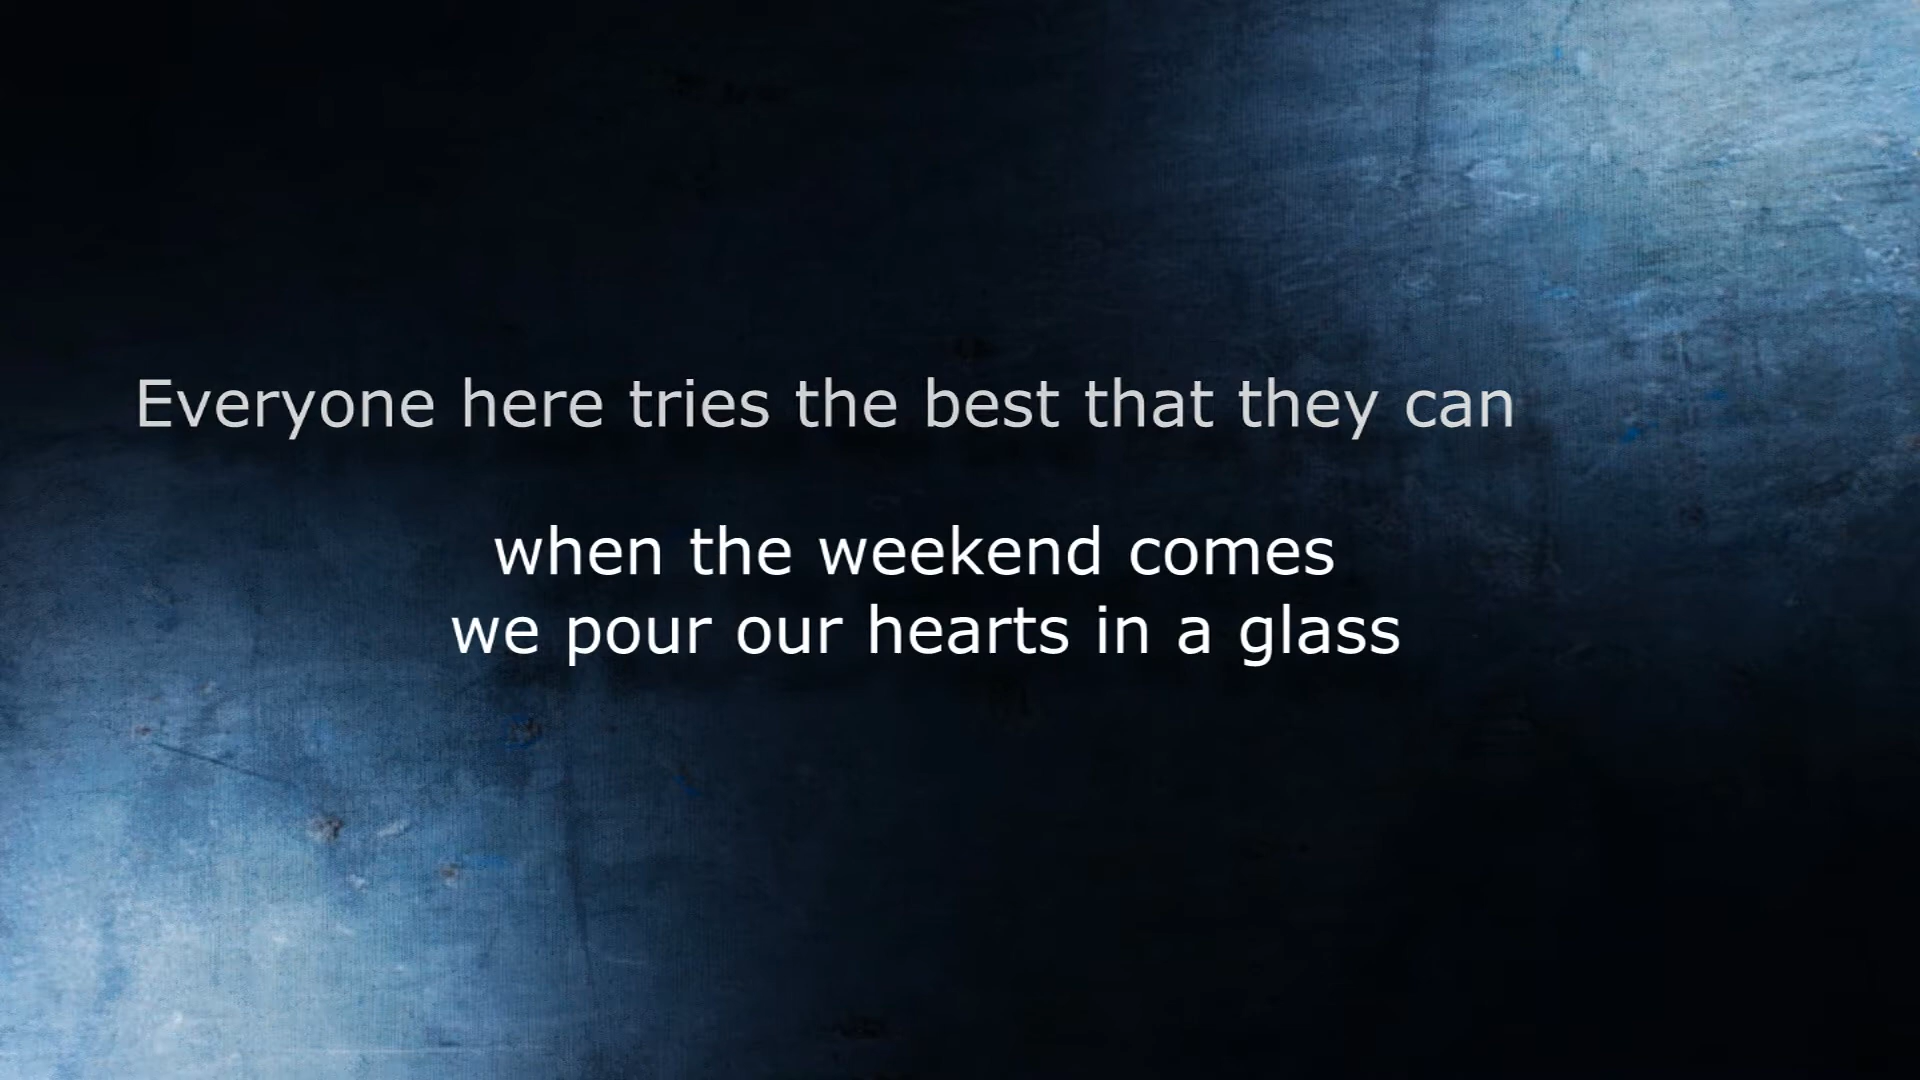 Everyone here tries the best that they can
when the weekend comes
we pour our hearts in a glass